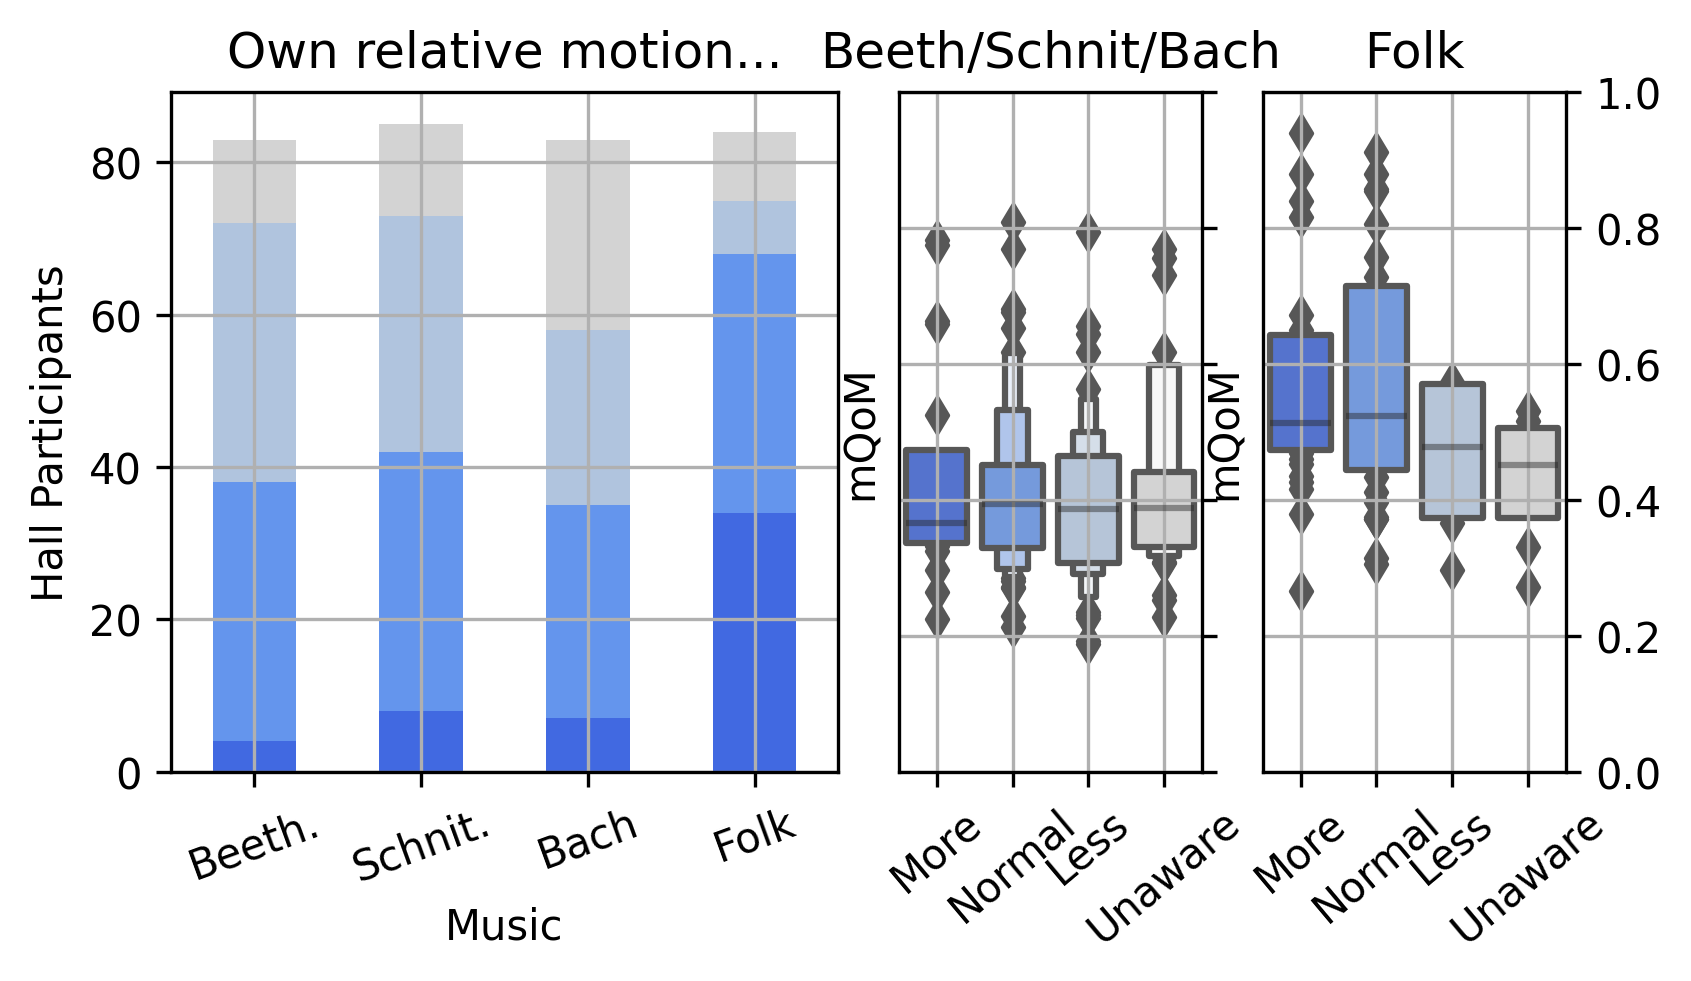 Own relative motion...
Beeth/Schnit/Bach
Folk
Hall Participants
80
60
40
20
0
Beeth.
Schnit.
Bach
Folk
Music
mQoM
More
Normal
Less
Unaware
mQoM
1.0
0.8
0.6
0.4
0.2
0.0
More
Normal
Less
Unaware